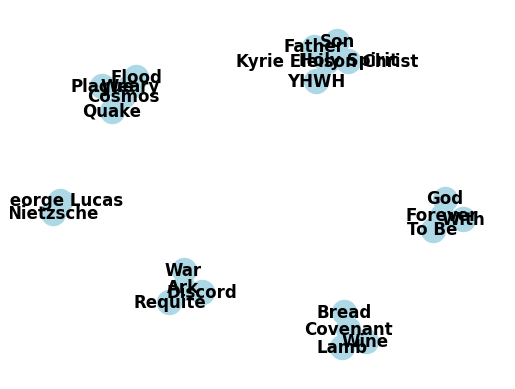 Son
Father
Kyrie Eleison Christ
Holy Spirit
YHWH
Flood
Plagues
Weary
Cosmos
Quake
eorge Lucas
Nietzsche
God
Forever
With
To Be
War
Ark
Discord
Requite
Bread
Covenant
Wine
Lamb